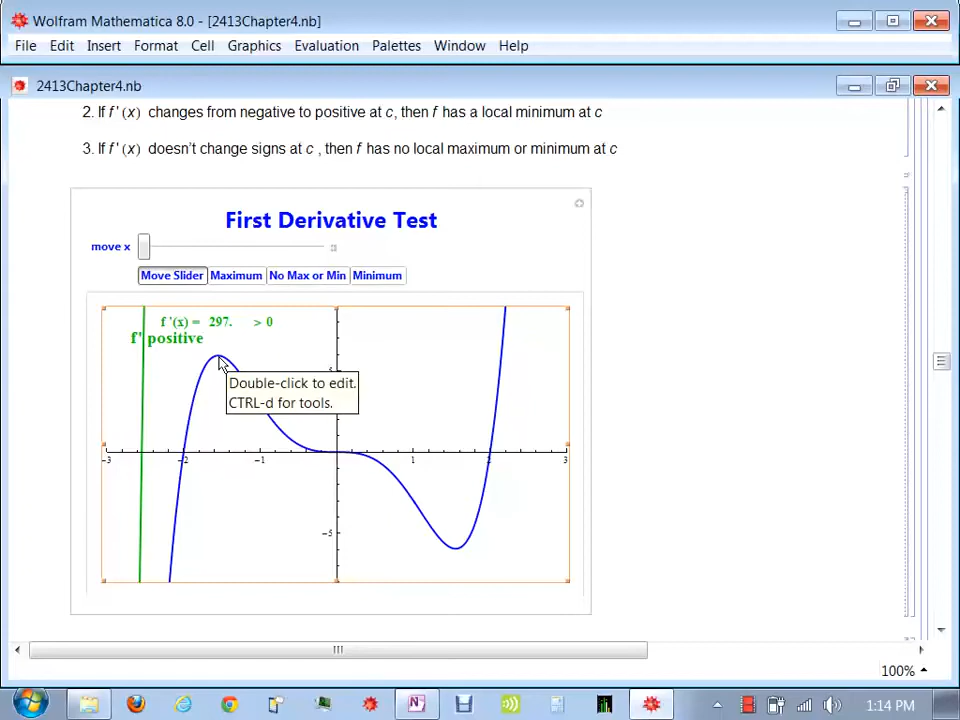 Wolfram Mathematica 8.0 - [2413Chapter4.nb]
File Edit Insert Format Cell Graphics Evaluation Palettes Window Help
2413Chapter4.nb
2. If f ' (x) changes from negative to positive at c, then f has a local minimum at c
3. If f ' (x) doesn't change signs at c , then f has no local maximum or minimum at c
First Derivative Test
move x
Move Slider Maximum No Max or Min Minimum
f '(x) = 297. > 0
f' positive
Double-click to edit.
CTRL-d for tools.
-3 -2 -1 1 2 3
-5
100%
1:14 PM